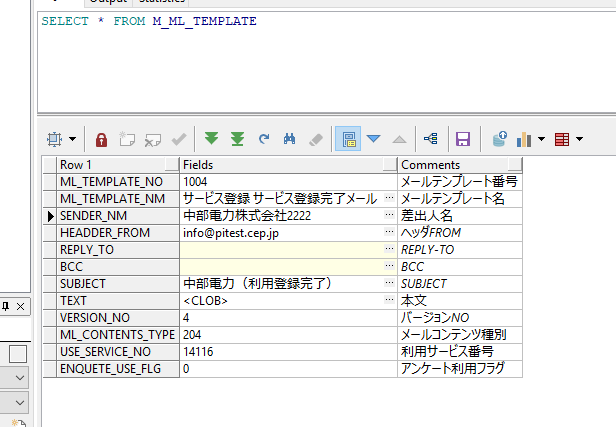 Output Statistics
SELECT * FROM M_ML_TEMPLATE
Row 1 Fields Comments
ML_TEMPLATE_NO 1004 メールテンプレート番号
ML_TEMPLATE_NM サービス登録 サービス登録完了メール ... メールテンプレート名
SENDER_NM 中部電力株式会社2222 ... 差出人名
HEADDER_FROM info@pitest.cep.jp ... ヘッダFROM
REPLY_TO ... REPLY-TO
BCC ... BCC
SUBJECT 中部電力（利用登録完了） ... SUBJECT
TEXT <CLOB> ... 本文
VERSION_NO 4 バージョンNO
ML_CONTENTS_TYPE 204 メールコンテンツ種別
USE_SERVICE_NO 14116 利用サービス番号
ENQUETE_USE_FLG 0 アンケート利用フラグ